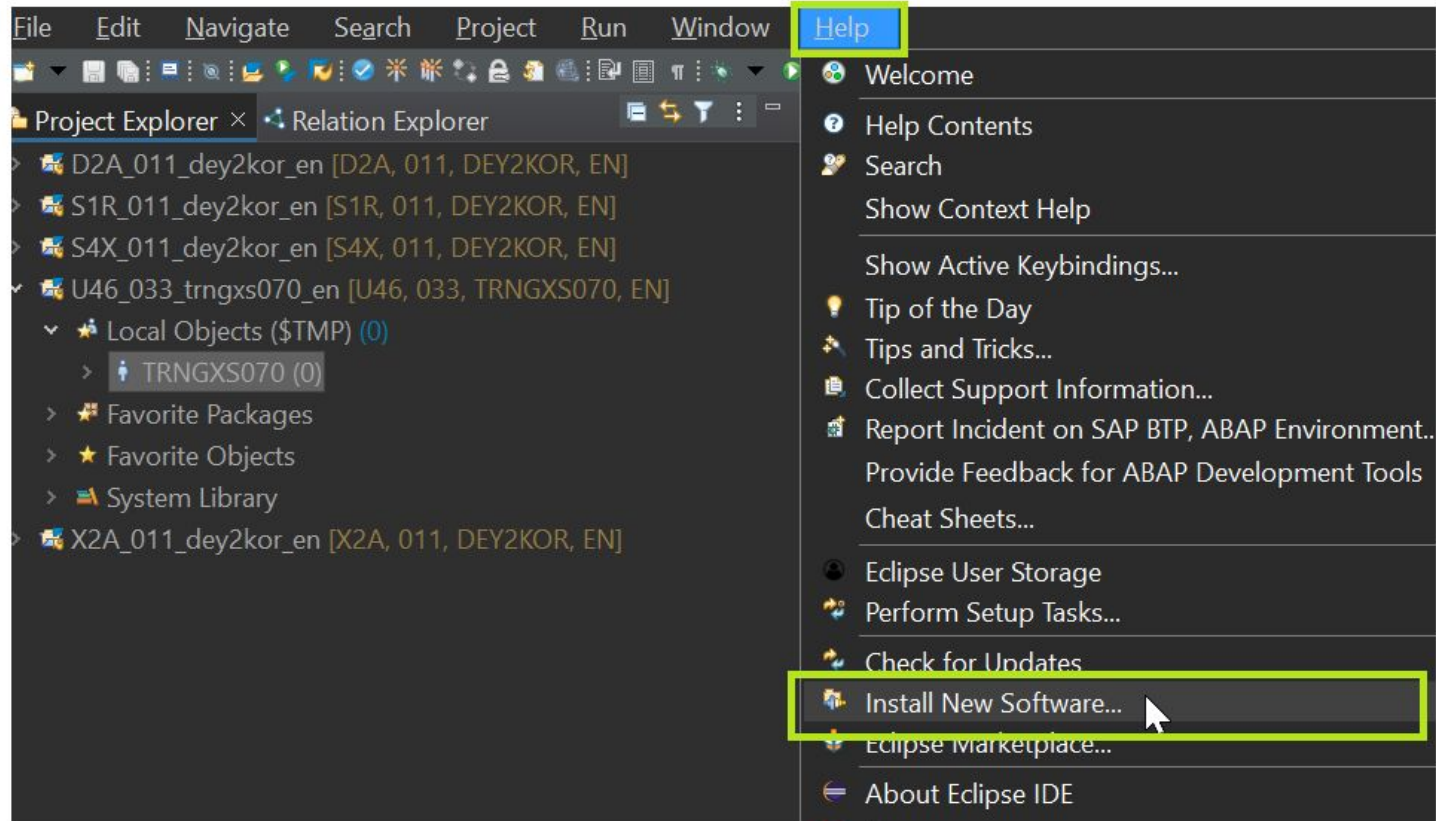 File Edit Navigate Search Project Run Window Help
Project Explorer Relation Explorer
D2A_011_dey2kor_en [D2A, 011, DEY2KOR, EN]
S1R_011_dey2kor_en [S1R, 011, DEY2KOR, EN]
S4X_011_dey2kor_en [S4X, 011, DEY2KOR, EN]
U46_033_trngxs070_en [U46, 033, TRNGXS070, EN]
Local Objects ($TMP) (0)
TRNGXS070 (0)
Favorite Packages
Favorite Objects
System Library
X2A_011_dey2kor_en [X2A, 011, DEY2KOR, EN]
Welcome
Help Contents
Search
Show Context Help
Show Active Keybindings...
Tip of the Day
Tips and Tricks...
Collect Support Information...
Report Incident on SAP BTP, ABAP Environment..
Provide Feedback for ABAP Development Tools
Cheat Sheets...
Eclipse User Storage
Perform Setup Tasks...
Check for Updates
Install New Software...
Eclipse Marketplace...
About Eclipse IDE